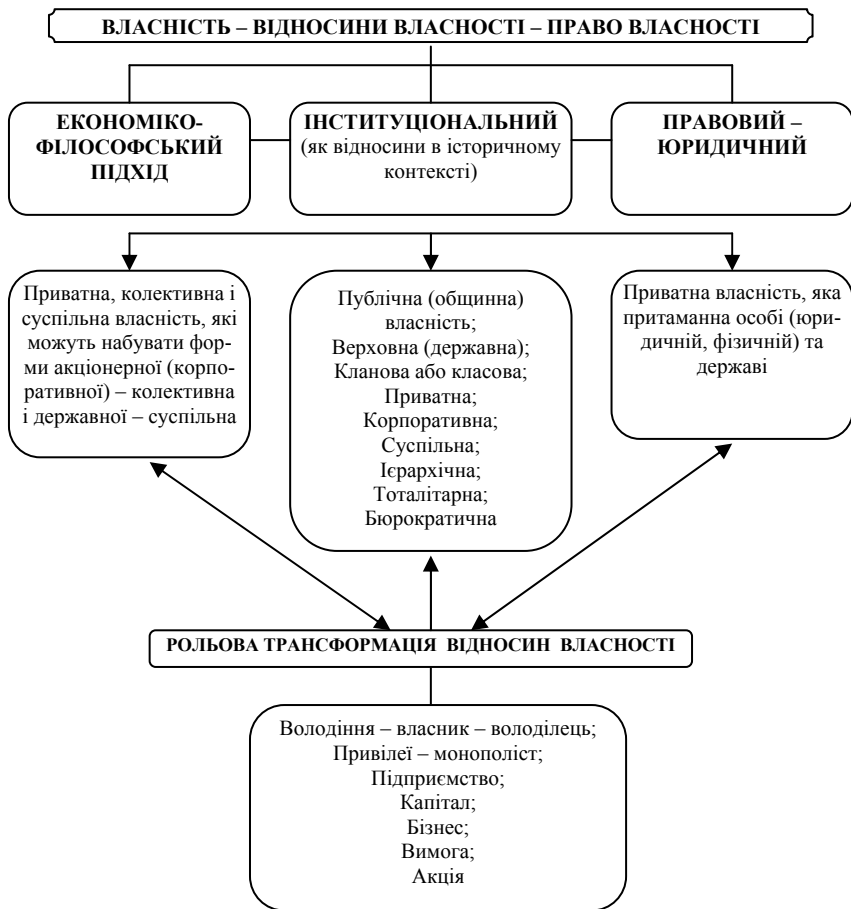 ВЛАСНІСТЬ – ВІДНОСИНИ ВЛАСНОСТІ – ПРАВО ВЛАСНОСТІ
ЕКОНОМІКО-
ФІЛОСОФСЬКИЙ
ПІДХІД
ІНСТИТУЦІОНАЛЬНИЙ
(як відносини в історичному
контексті)
ПРАВОВИЙ –
ЮРИДИЧНИЙ
Приватна, колективна і
суспільна власність, які
можуть набувати фор-
ми акціонерної (корпо-
ративної) – колективна
і державної – суспільна
Публічна (общинна)
власність;
Верховна (державна);
Кланова або класова;
Приватна;
Корпоративна;
Суспільна;
Ієрархічна;
Тоталітарна;
Бюрократична
Приватна власність, яка
притаманна особі (юри-
дичній, фізичній) та
державі
РОЛЬОВА ТРАНСФОРМАЦІЯ ВІДНОСИН ВЛАСНОСТІ
Володіння – власник – володілець;
Привілеї – монополіст;
Підприємство;
Капітал;
Бізнес;
Вимога;
Акція